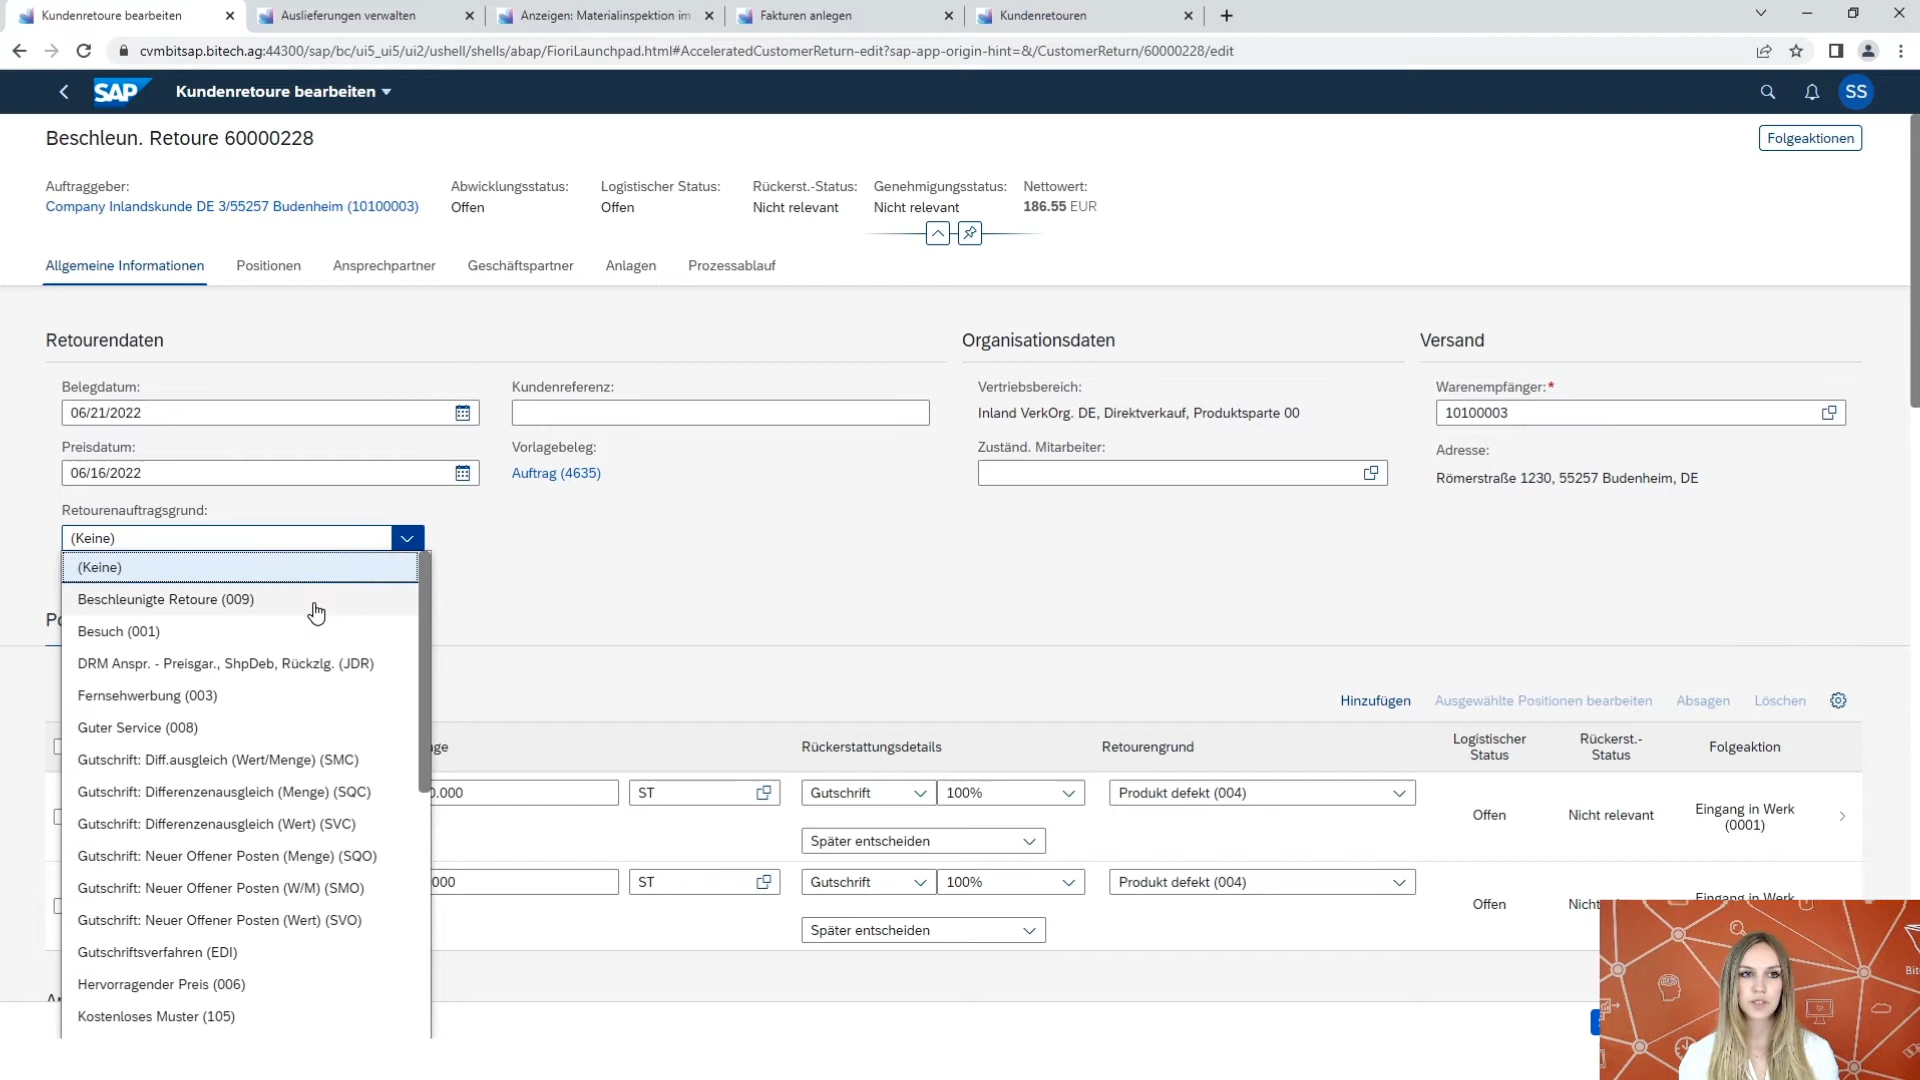 Kundenretoure bearbeiten
Auslieferungen verwalten
Anzeigen: Materialinspektion im
Fakturen anlegen
Kundenretouren
cvmbitsap.bitech.ag:44300/sap/bc/ui5_ui5/ui2/ushell/shells/abap/FioriLaunchpad.html#AcceleratedCustomerReturn-edit?sap-app-origin-hint=&/CustomerReturn/60000228/edit
SAP
Kundenretoure bearbeiten
SS
Beschleun. Retoure 60000228
Folgeaktionen
Auftraggeber:
Company Inlandskunde DE 3/55257 Budenheim (10100003)
Abwicklungsstatus:
Offen
Logistischer Status:
Offen
Rückerst.-Status:
Nicht relevant
Genehmigungsstatus:
Nicht relevant
Nettowert:
186.55 EUR
Allgemeine Informationen
Positionen
Ansprechpartner
Geschäftspartner
Anlagen
Prozessablauf
Retourendaten
Organisationsdaten
Versand
Belegdatum:
06/21/2022
Preisdatum:
06/16/2022
Retourenauftragsgrund:
(Keine)
Kundenreferenz:
Vorlagebeleg:
Auftrag (4635)
Vertriebsbereich:
Inland VerkOrg. DE, Direktverkauf, Produktsparte 00
Zuständ. Mitarbeiter:
Warenempfänger:*
10100003
Adresse:
Römerstraße 1230, 55257 Budenheim, DE
(Keine)
Beschleunigte Retoure (009)
Besuch (001)
DRM Anspr. - Preisgar., ShpDeb, Rückzlg. (JDR)
Fernsehwerbung (003)
Guter Service (008)
Gutschrift: Diff.ausgleich (Wert/Menge) (SMC)
Gutschrift: Differenzenausgleich (Menge) (SQC)
Gutschrift: Differenzenausgleich (Wert) (SVC)
Gutschrift: Neuer Offener Posten (Menge) (SQO)
Gutschrift: Neuer Offener Posten (W/M) (SMO)
Gutschrift: Neuer Offener Posten (Wert) (SVO)
Gutschriftsverfahren (EDI)
Hervorragender Preis (006)
Kostenloses Muster (105)
Po
Hinzufügen
Ausgewählte Positionen bearbeiten
Absagen
Löschen
ge
Rückerstattungsdetails
Retourengrund
Logistischer
Status
Rückerst.-
Status
Folgeaktion
.000
ST
Gutschrift
100%
Produkt defekt (004)
Später entscheiden
Offen
Nicht relevant
Eingang in Werk
(0001)
000
ST
Gutschrift
100%
Produkt defekt (004)
Später entscheiden
Offen
Nicht
Eingang in Werk